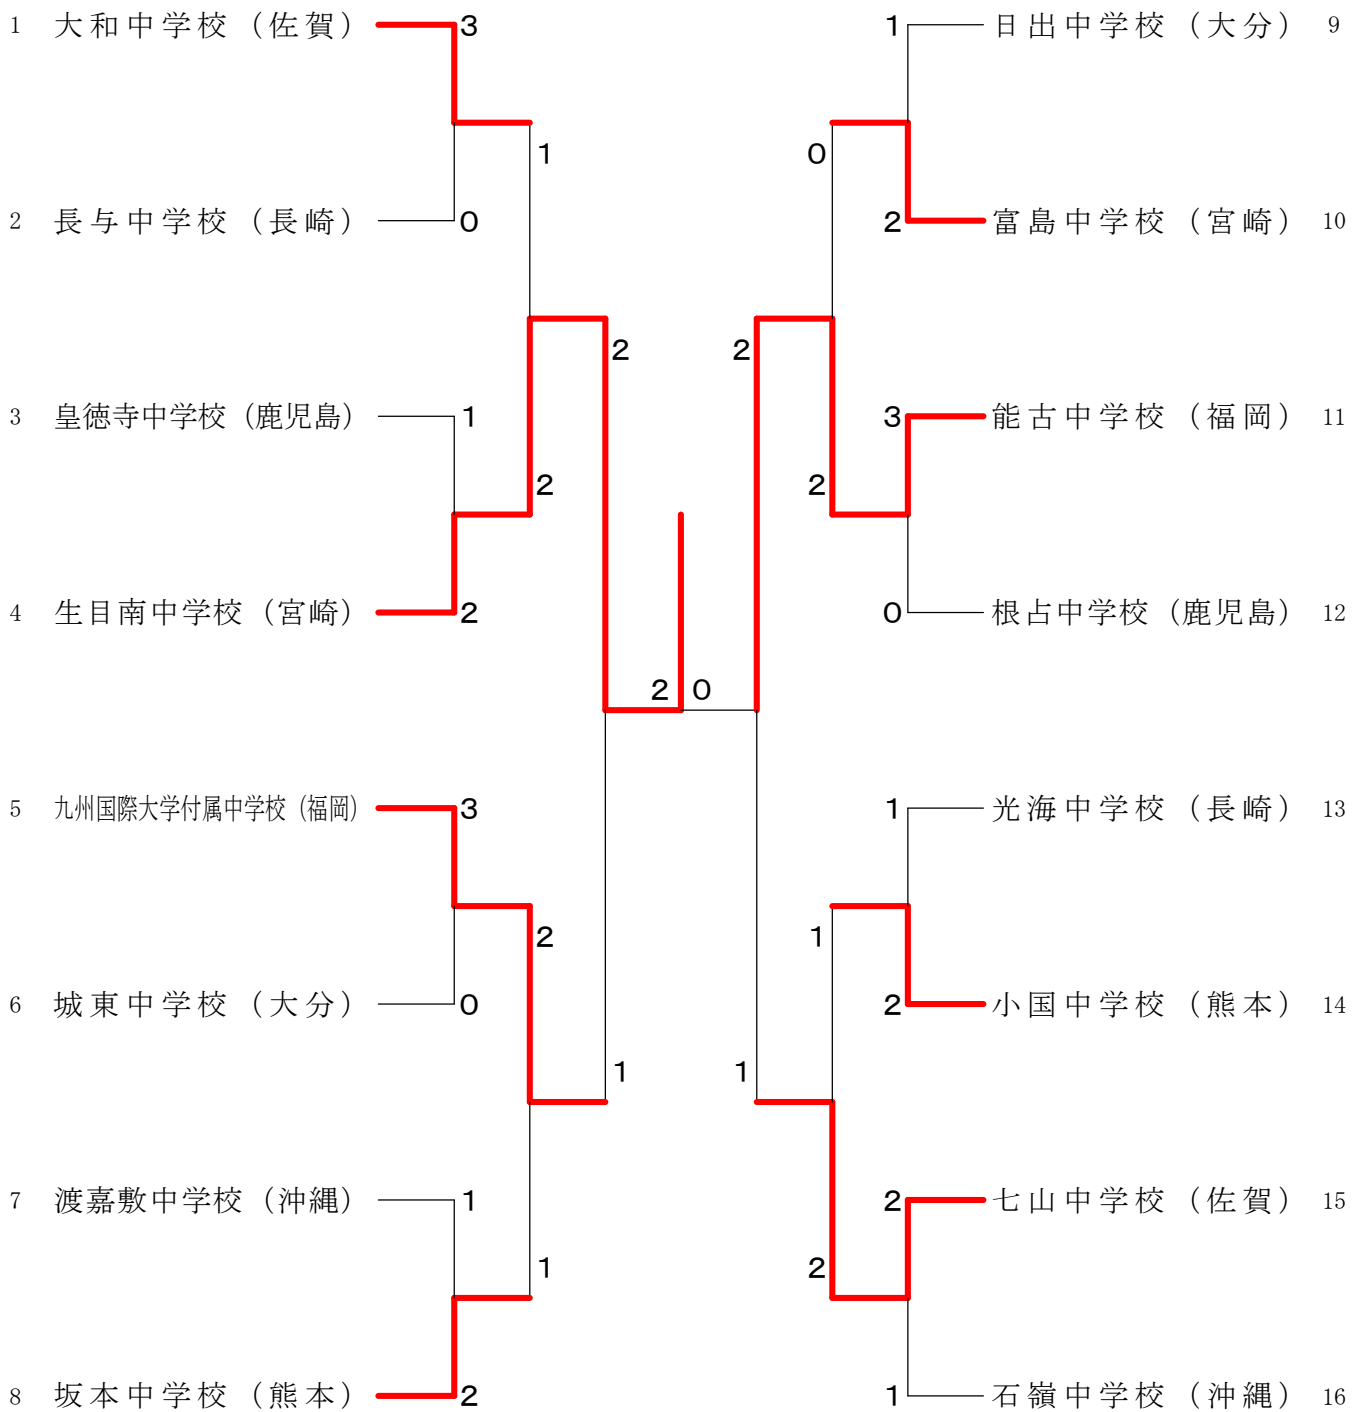 1 大和中学校（佐賀） 3
1
2 長与中学校（長崎） 0
2
3 皇徳寺中学校（鹿児島） 1
2
4 生目南中学校（宮崎） 2
2 0
5 九州国際大学付属中学校（福岡） 3
2
6 城東中学校（大分） 0
1
7 渡嘉敷中学校（沖縄） 1
1
8 坂本中学校（熊本） 2
1 日出中学校（大分） 9
0
2 富島中学校（宮崎） 10
2
3 能古中学校（福岡） 11
2
0 根占中学校（鹿児島） 12
1 光海中学校（長崎） 13
1
2 小国中学校（熊本） 14
1
2 七山中学校（佐賀） 15
2
1 石嶺中学校（沖縄） 16